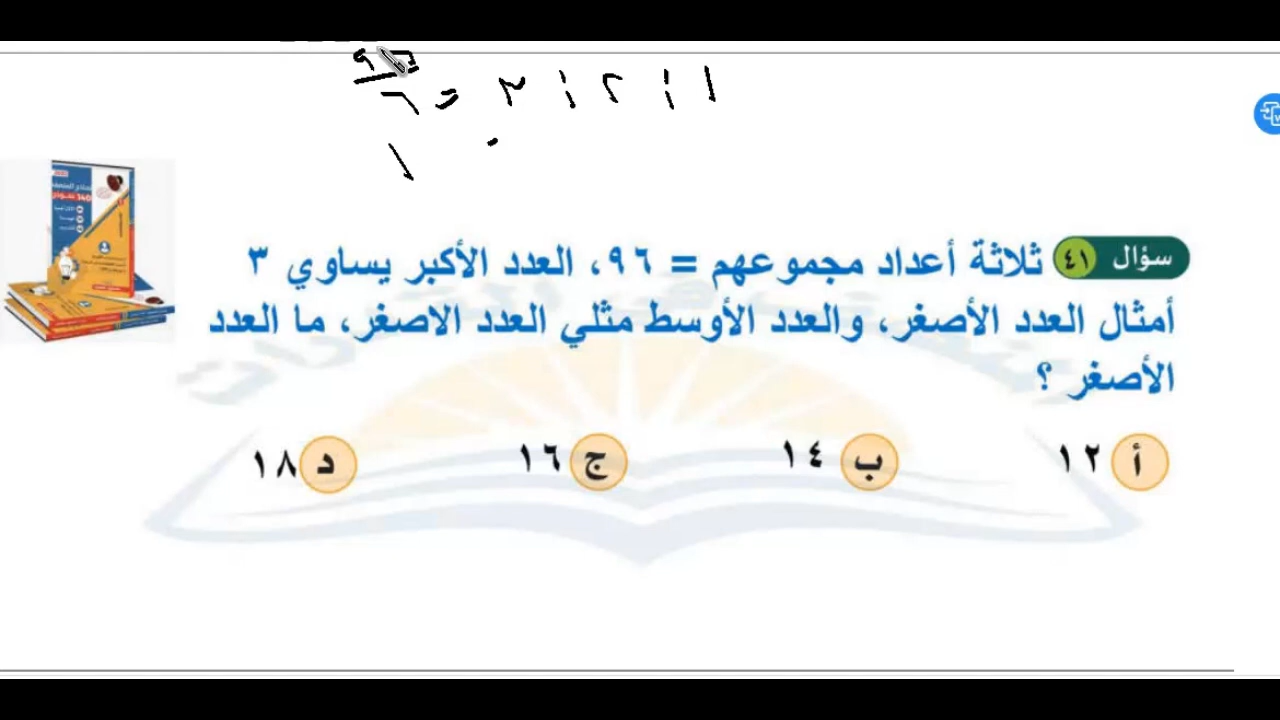 ١ : ٢ : ٣ = ٦
١
سؤال ٤١ ثلاثة أعداد مجموعهم = ٩٦، العدد الأكبر يساوي ٣
أمثال العدد الأصغر، والعدد الأوسط مثلي العدد الاصغر، ما العدد
الأصغر ؟
أ ١٢ ب ١٤ ج ١٦ د ١٨